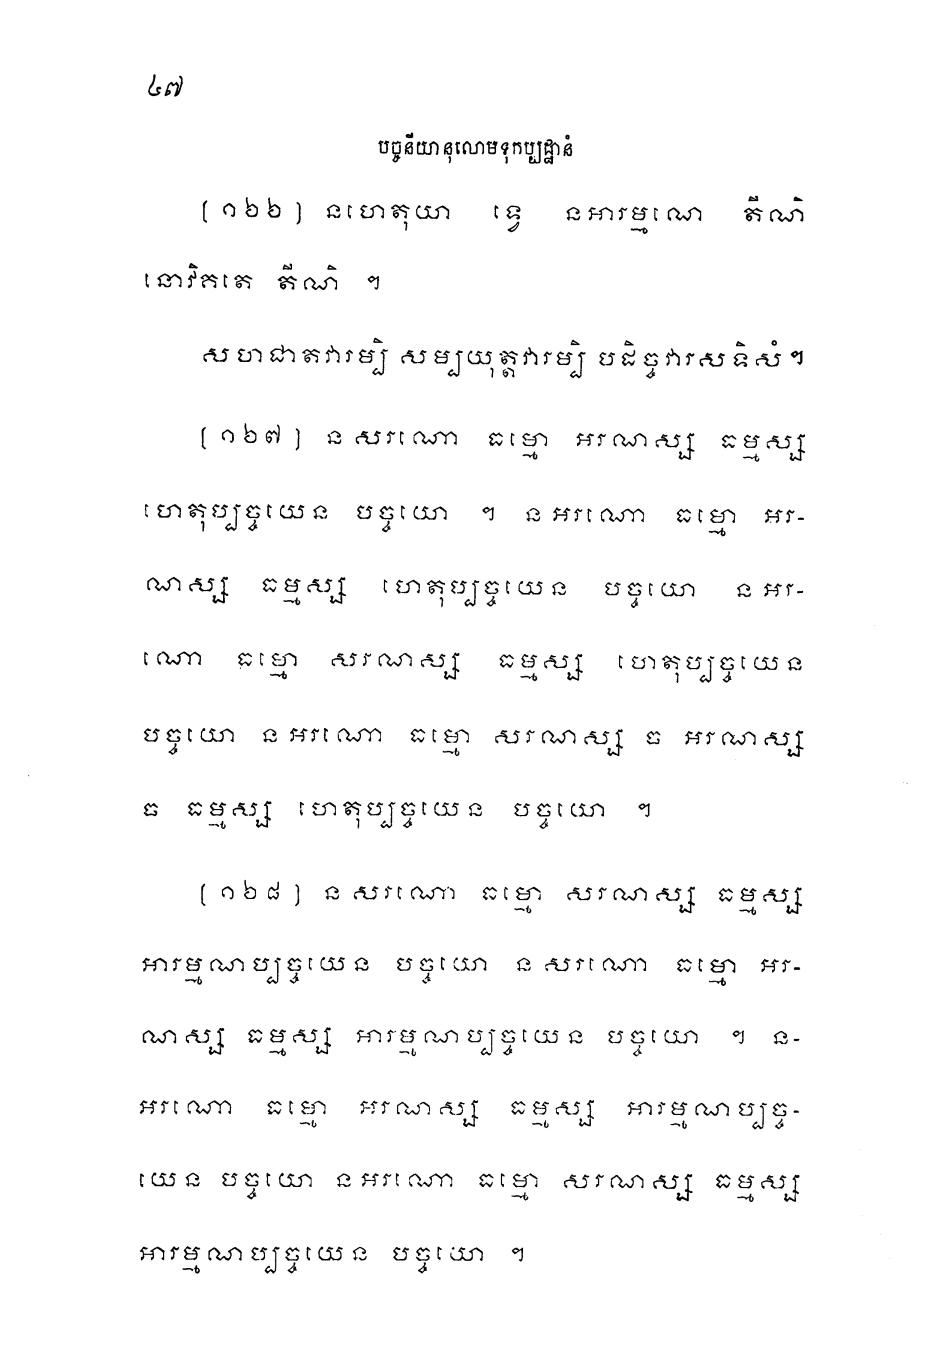 ៤៧
បច្ចនីយានុលោមទុកប្បដ្ឋានំ
[១៦៦] នហេតុយា ទ្វេ នអារម្មណេ តីណិ
នោវិគតេ តីណិ ។
សហជាតវារម្បិ សម្បយុត្តវារម្បិ បដិច្ចវារសទិសំ។
[១៦៧] នសរណោ ធម្មោ អរណស្ស ធម្មស្ស
ហេតុប្បច្ចយេន បច្ចយោ ។ នអរណោ ធម្មោ អរ-
ណស្ស ធម្មស្ស ហេតុប្បច្ចយេន បច្ចយោ នអរ-
ណោ ធម្មោ សរណស្ស ធម្មស្ស ហេតុប្បច្ចយេន
បច្ចយោ នអរណោ ធម្មោ សរណស្ស ច អរណស្ស
ច ធម្មស្ស ហេតុប្បច្ចយេន បច្ចយោ ។
[១៦៨] នសរណោ ធម្មោ សរណស្ស ធម្មស្ស
អារម្មណប្បច្ចយេន បច្ចយោ នសរណោ ធម្មោ អរ-
ណស្ស ធម្មស្ស អារម្មណប្បច្ចយេន បច្ចយោ ។ ន-
អរណោ ធម្មោ អរណស្ស ធម្មស្ស អារម្មណប្បច្ច-
យេន បច្ចយោ នអរណោ ធម្មោ សរណស្ស ធម្មស្ស
អារម្មណប្បច្ចយេន បច្ចយោ ។